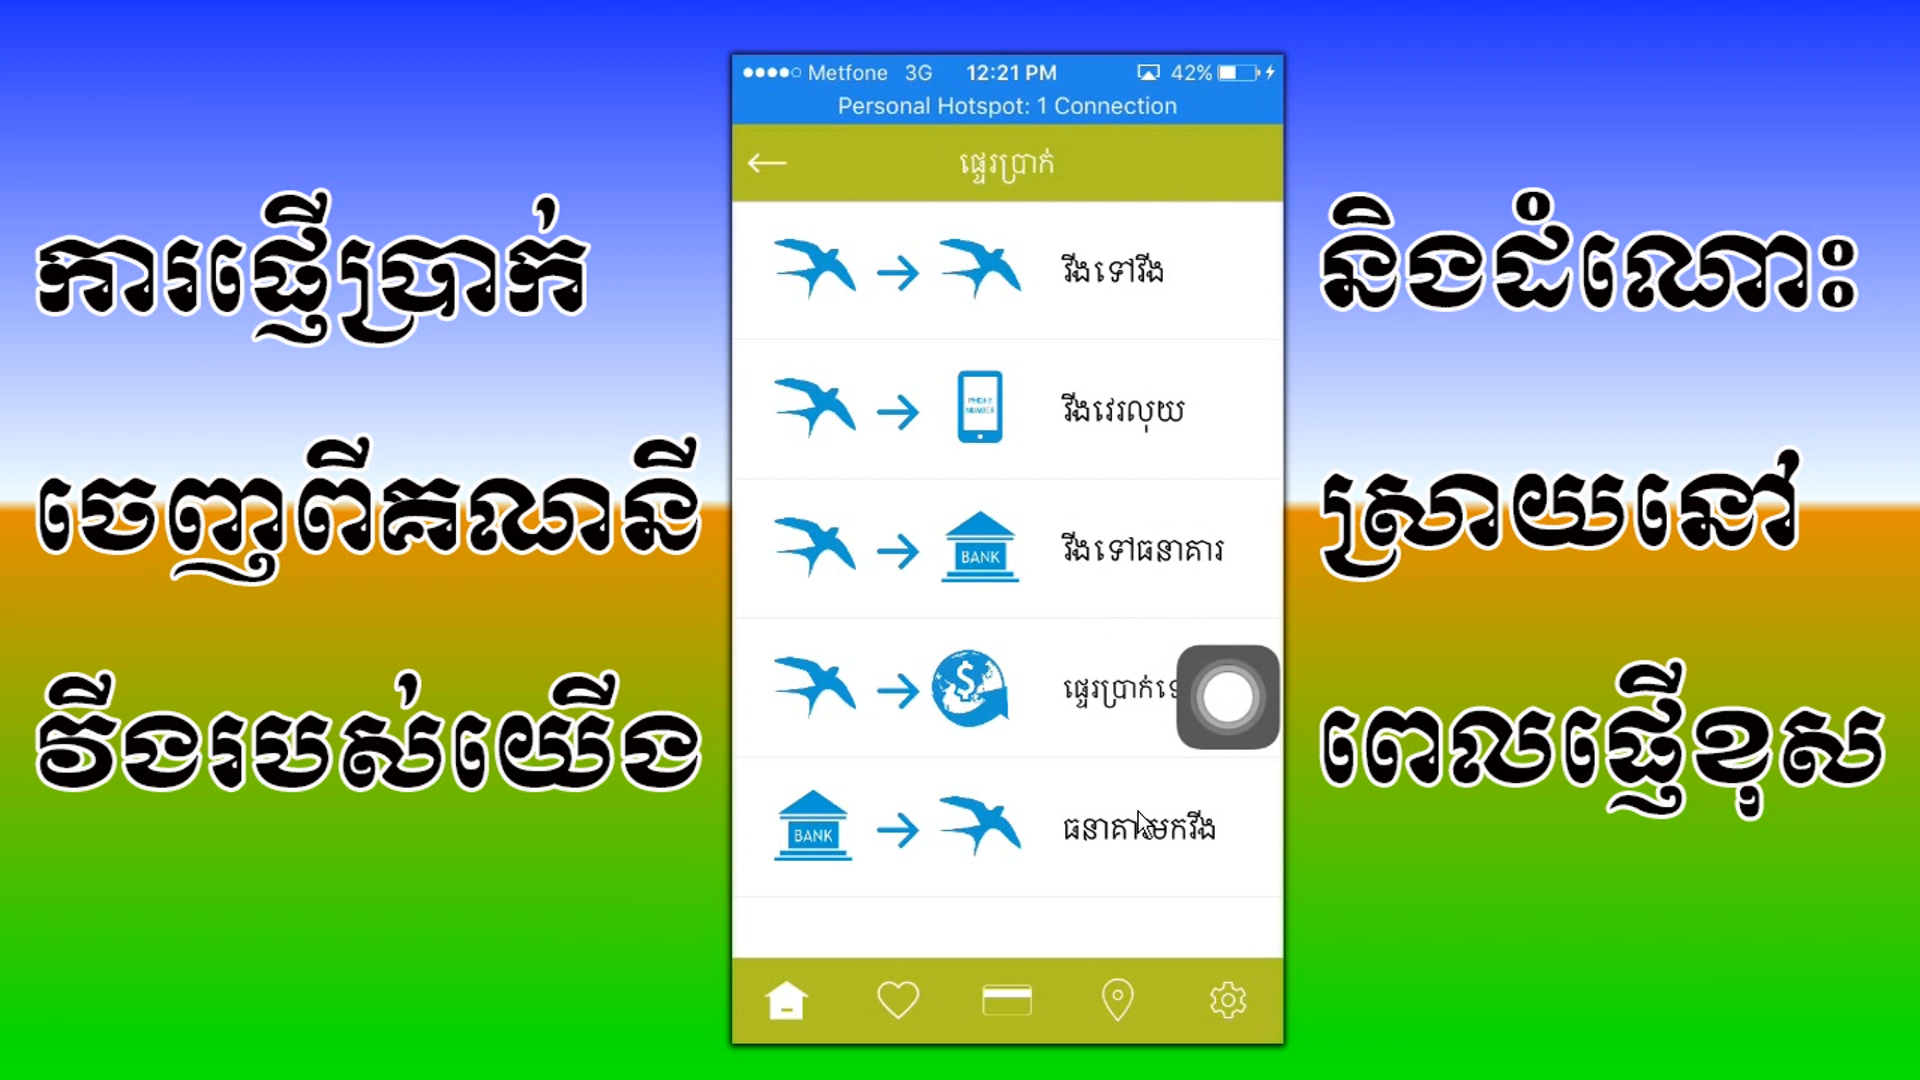 ការផ្ញើប្រាក់
ចេញពីគណនី
វីងរបស់យើង
Metfone 3G 12:21 PM 42%
Personal Hotspot: 1 Connection
ផ្ទេរប្រាក់
វីងទៅវីង
PHONE NUMBER
វីងវេរលុយ
BANK
វីងទៅធនាគារ
ផ្ទេរប្រាក់ទៅ
BANK
ធនាគារមកវីង
និងដំណោះ
ស្រាយនៅ
ពេលផ្ញើខុស